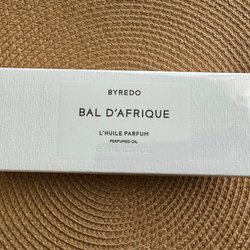 BYREDO
BAL D'AFRIQUE
L'HUILE PARFUM
PERFUMED OIL